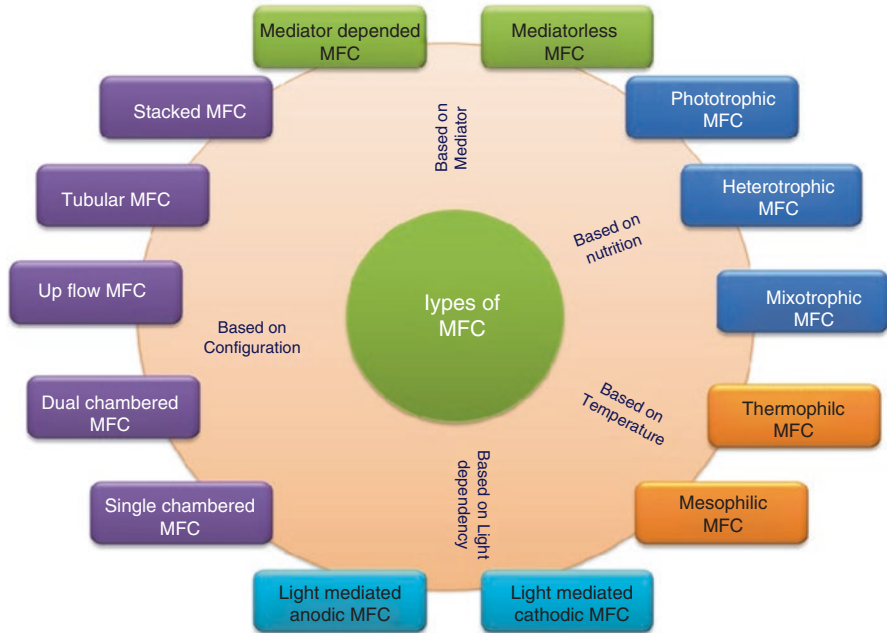 Mediator depended
MFC
Mediatorless
MFC
Stacked MFC
Phototrophic
MFC
Based on
Mediator
Tubular MFC
Heterotrophic
MFC
Based on
nutrition
Up flow MFC
Iypes of
MFC
Mixotrophic
MFC
Based on
Configuration
Dual chambered
MFC
Based on
Temperature
Thermophilc
MFC
Single chambered
MFC
Based on Light
dependency
Mesophilic
MFC
Light mediated
anodic MFC
Light mediated
cathodic MFC